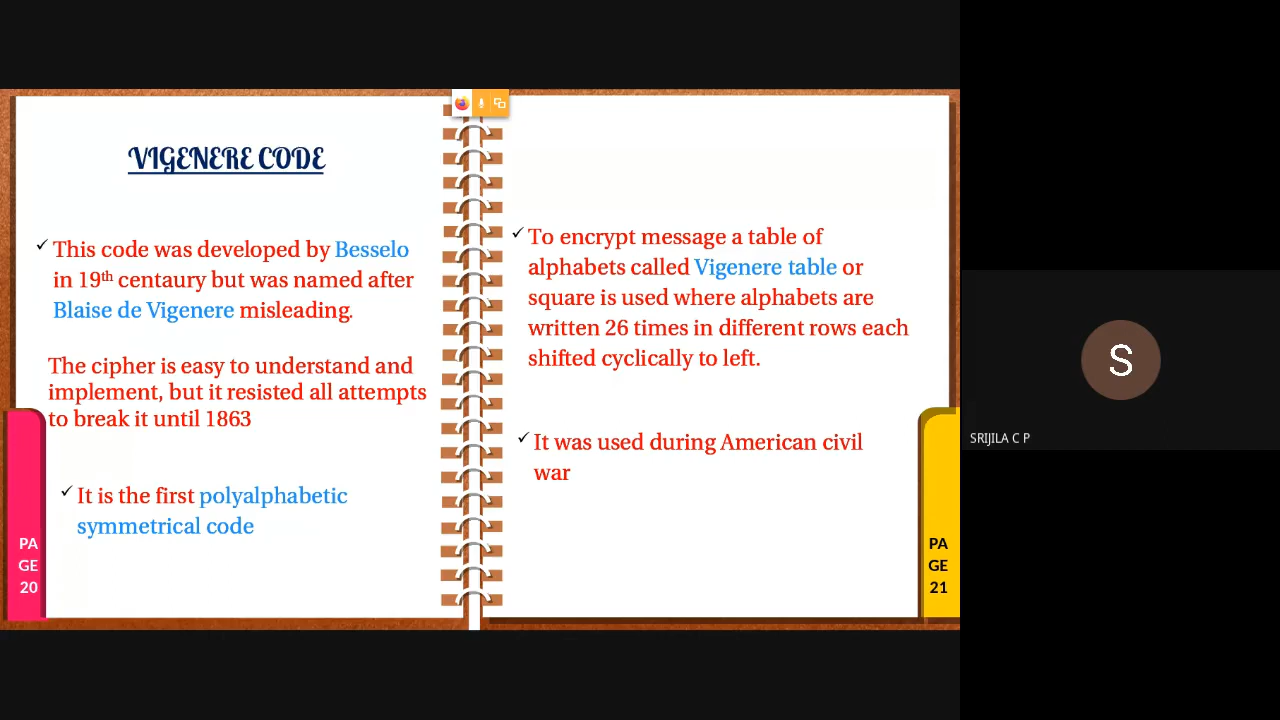 VIGENERE CODE
This code was developed by Besselo
in 19th centaury but was named after
Blaise de Vigenere misleading.
The cipher is easy to understand and
implement, but it resisted all attempts
to break it until 1863
It is the first polyalphabetic
symmetrical code
PA
GE
20
To encrypt message a table of
alphabets called Vigenere table or
square is used where alphabets are
written 26 times in different rows each
shifted cyclically to left.
It was used during American civil
war
PA
GE
21
S
SRIJILA C P